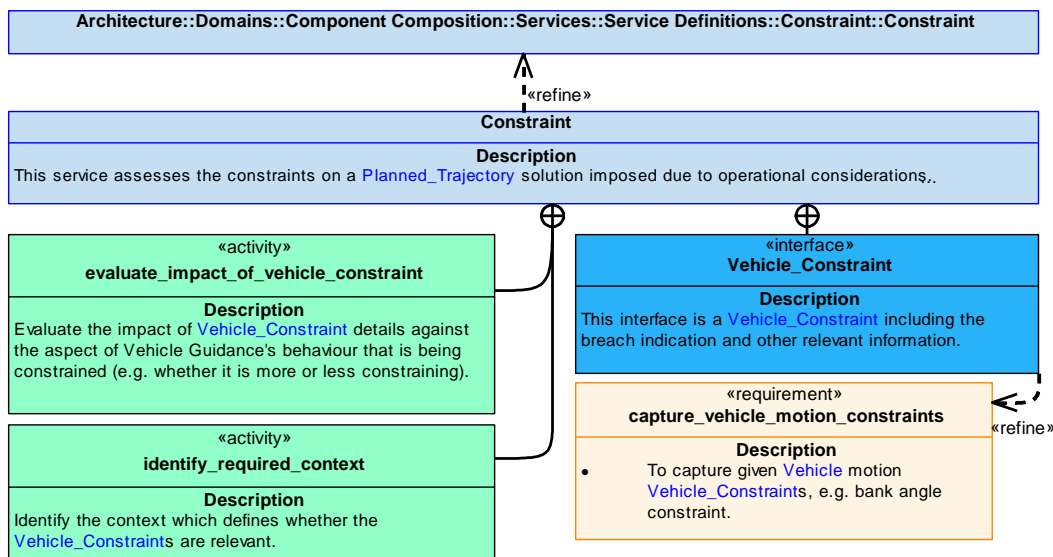 Architecture::Domains::Component Composition::Services::Service Definitions::Constraint::Constraint
«refine»
Constraint
Description
This service assesses the constraints on a Planned_Trajectory solution imposed due to operational considerations,.
«activity»
evaluate_impact_of_vehicle_constraint
Description
Evaluate the impact of Vehicle_Constraint details against
the aspect of Vehicle Guidance's behaviour that is being
constrained (e.g. whether it is more or less constraining).
«interface»
Vehicle_Constraint
Description
This interface is a Vehicle_Constraint including the
breach indication and other relevant information.
«requirement»
capture_vehicle_motion_constraints
Description
• To capture given Vehicle motion
Vehicle_Constraints, e.g. bank angle
constraint.
«refine»
«activity»
identify_required_context
Description
Identify the context which defines whether the
Vehicle_Constraints are relevant.